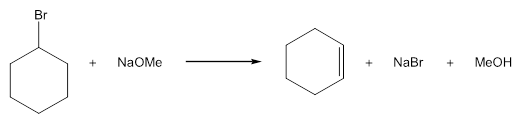 Br
+ NaOMe + NaBr + MeOH